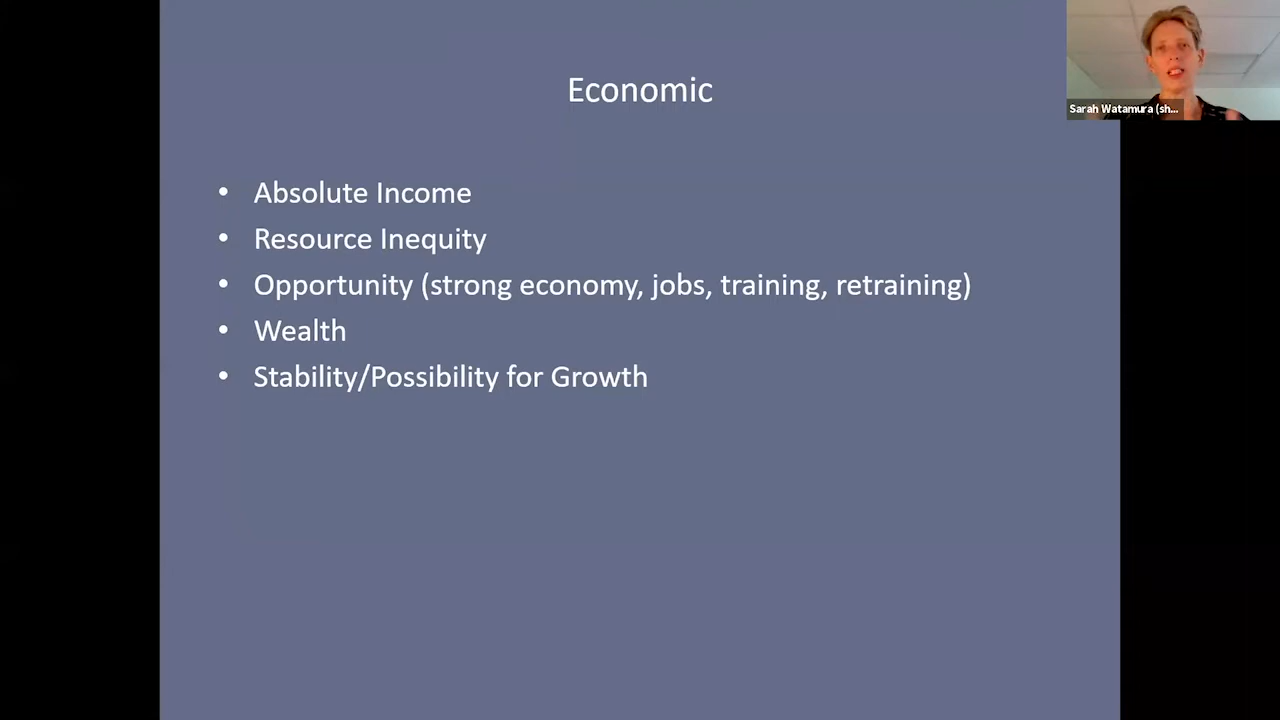 Economic
Sarah Watamura (sh...
• Absolute Income
• Resource Inequity
• Opportunity (strong economy, jobs, training, retraining)
• Wealth
• Stability/Possibility for Growth